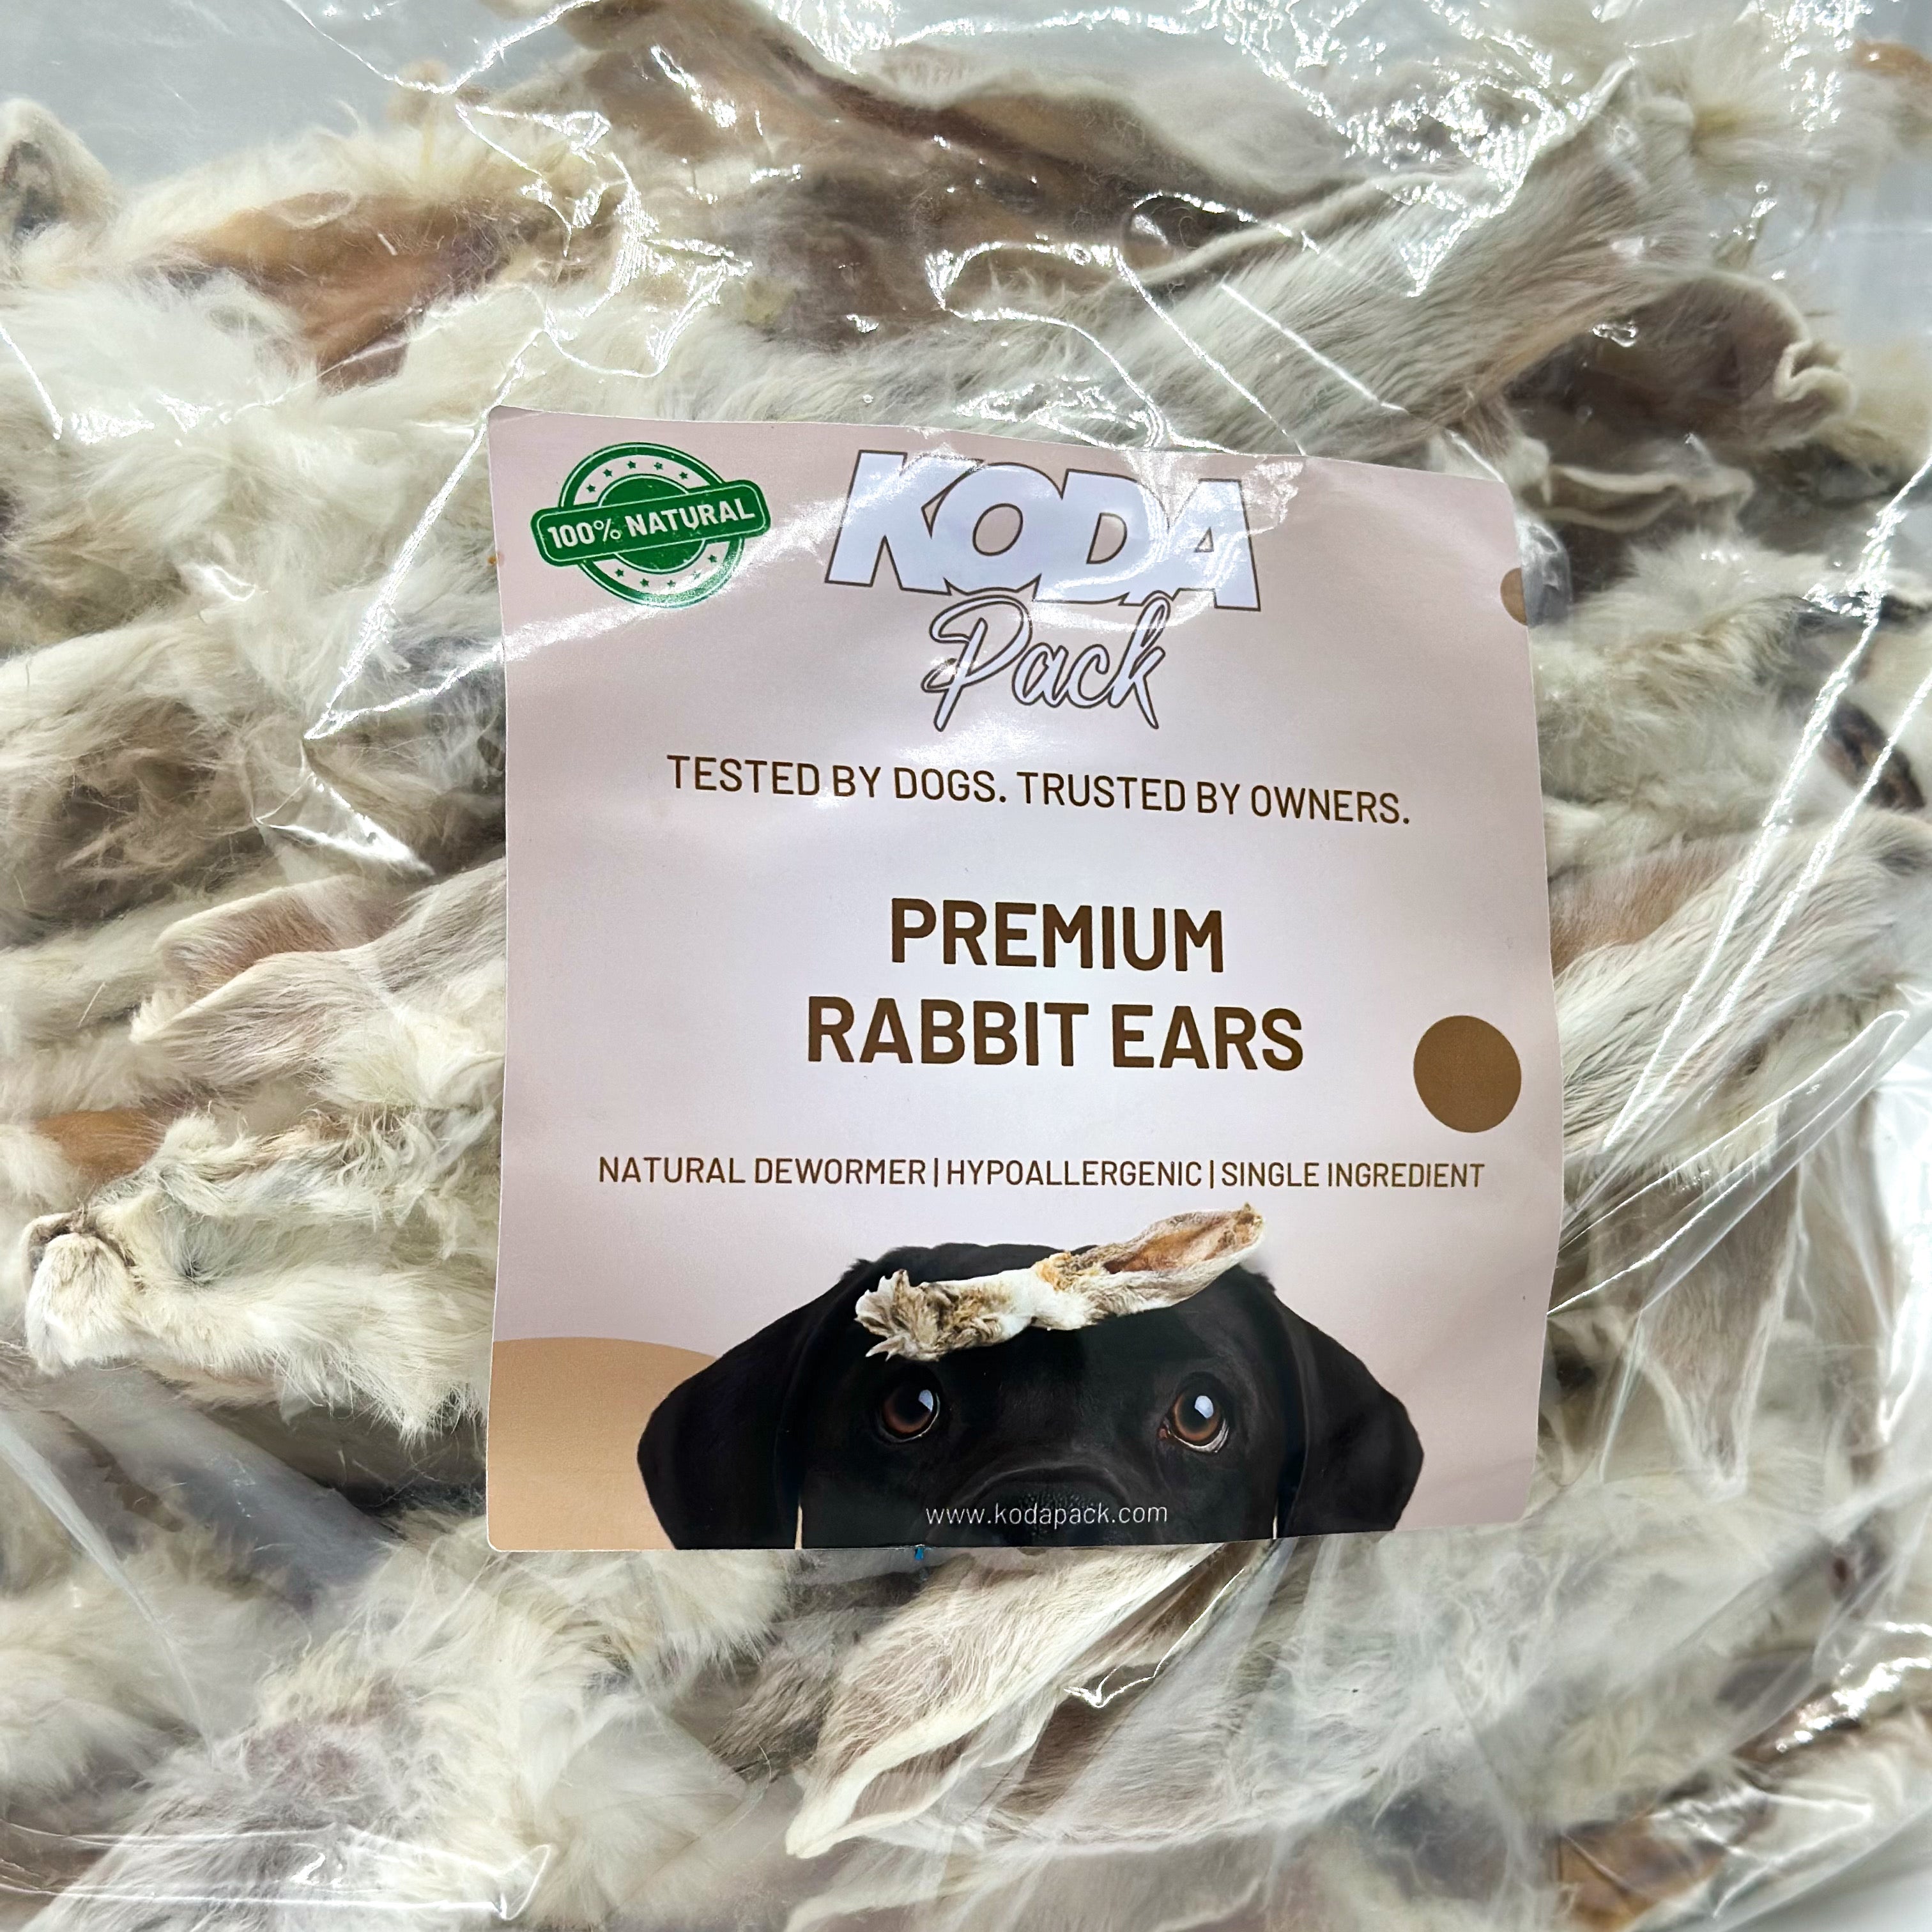 100% NATURAL
KODA
Pack
TESTED BY DOGS. TRUSTED BY OWNERS.
PREMIUM
RABBIT EARS
NATURAL DEWORMER | HYPOALLERGENIC | SINGLE INGREDIENT
www.kodapack.com